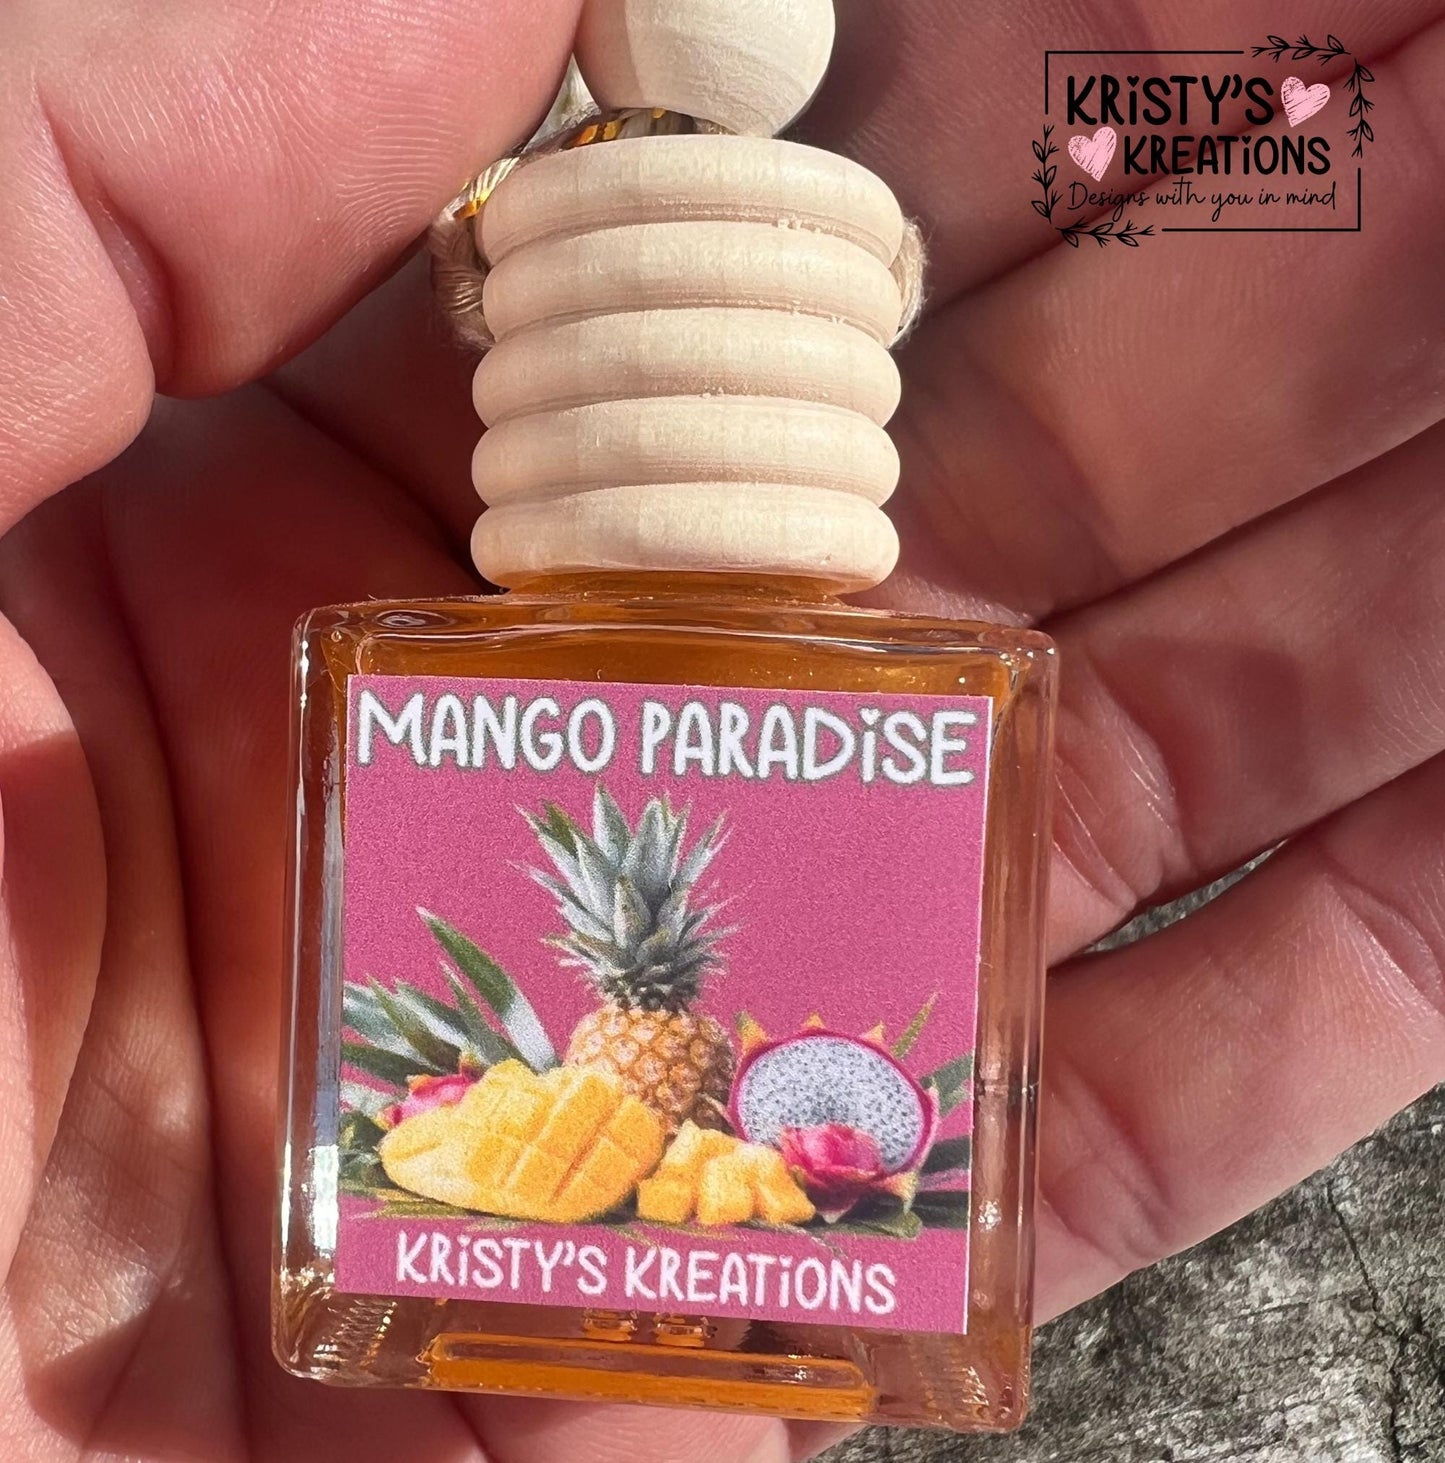 KRiSTY'S
KREATiONS
Designs with you in mind
MANGO PARADiSE
KRiSTY'S KREATiONS